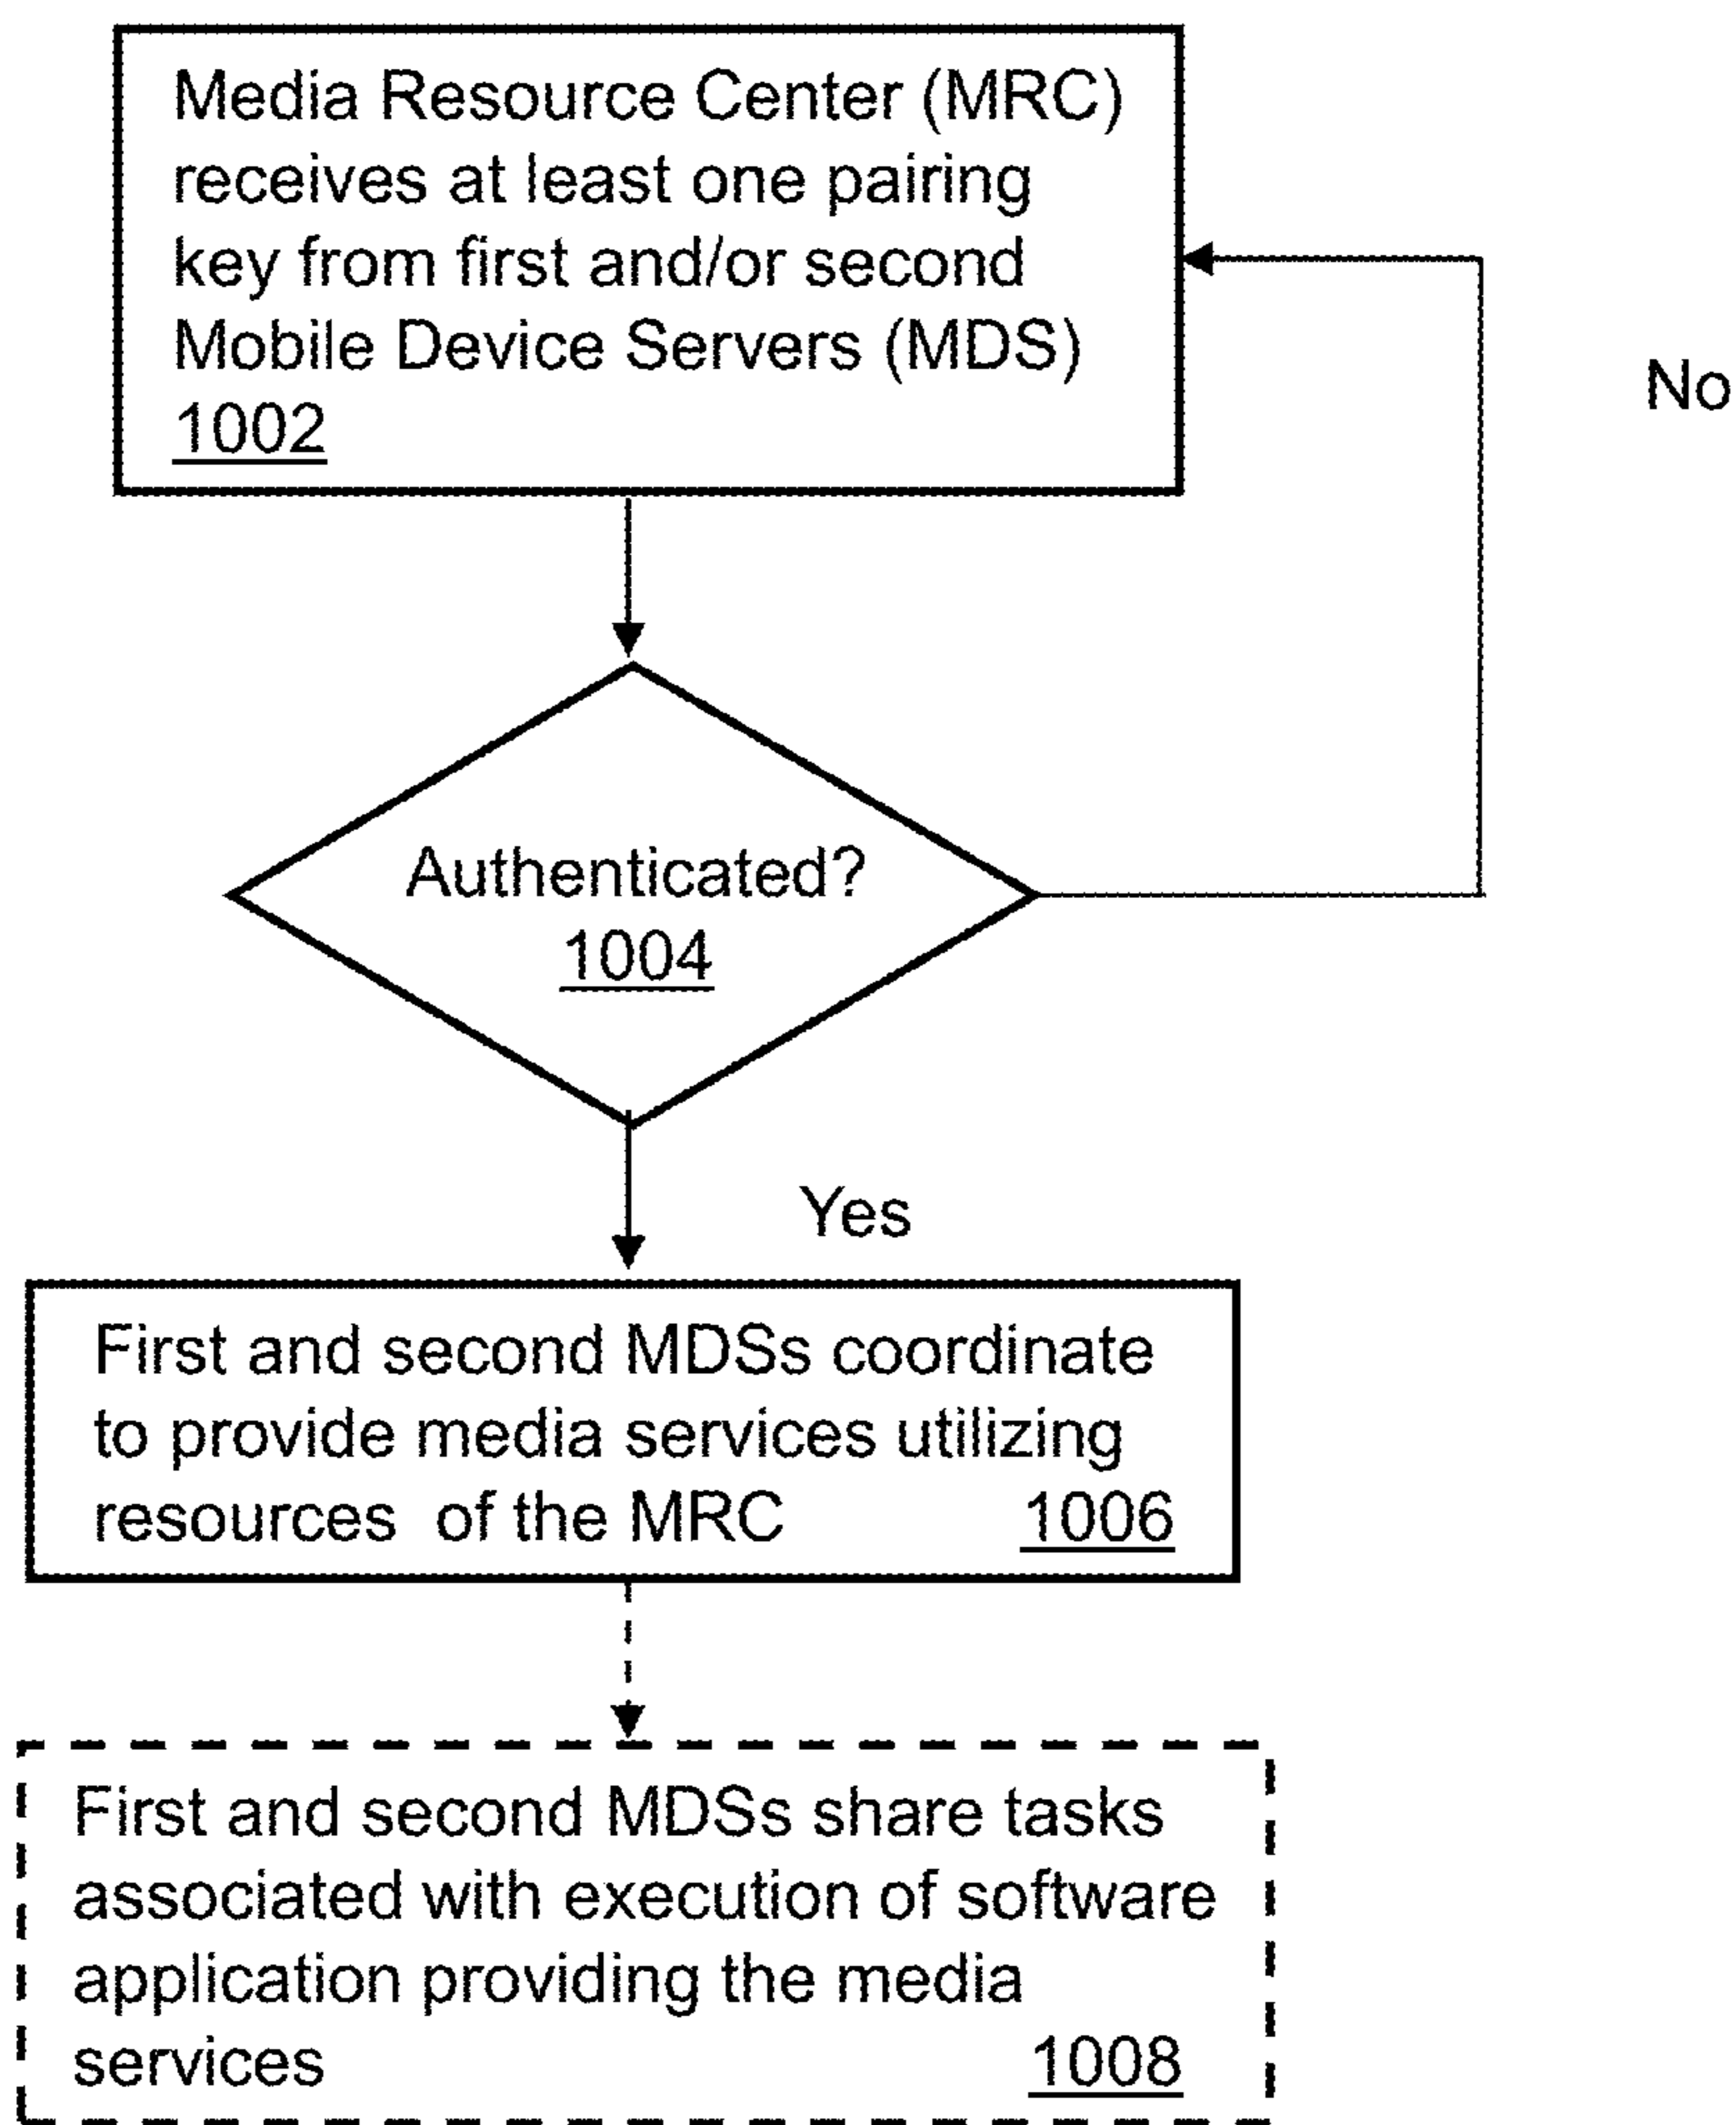 Media Resource Center (MRC)
receives at least one pairing
key from first and/or second
Mobile Device Servers (MDS)
1002
No
Authenticated?
1004
Yes
First and second MDSs coordinate
to provide media services utilizing
resources of the MRC 1006
First and second MDSs share tasks
associated with execution of software
application providing the media
services 1008